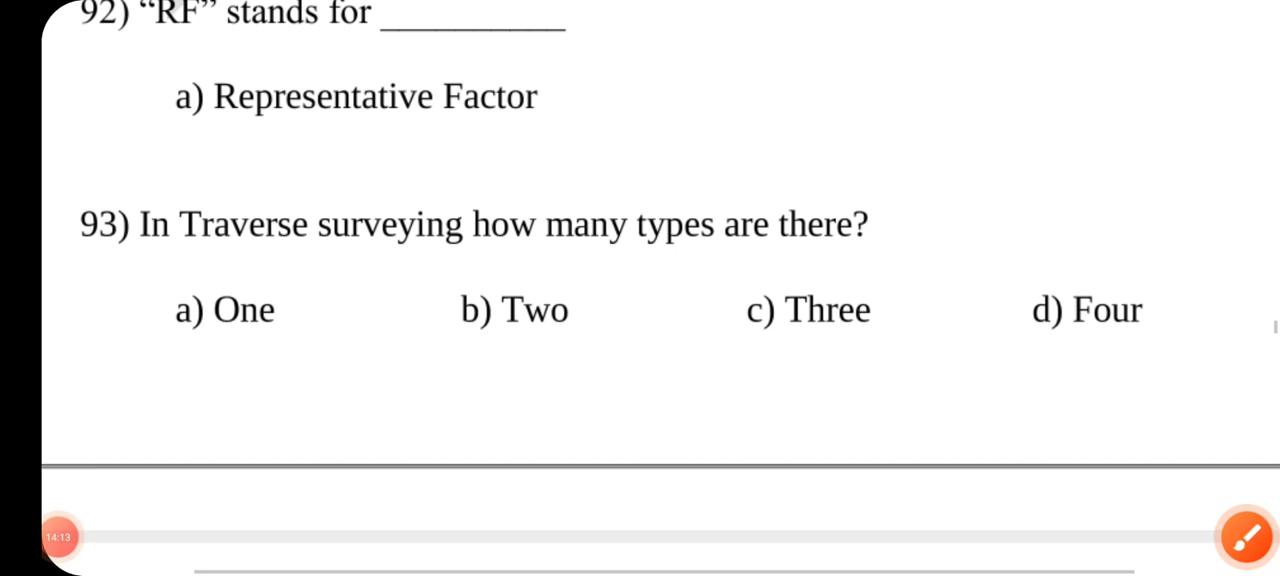 92) “RF” stands for __________
a) Representative Factor
93) In Traverse surveying how many types are there?
a) One b) Two c) Three d) Four
14:13